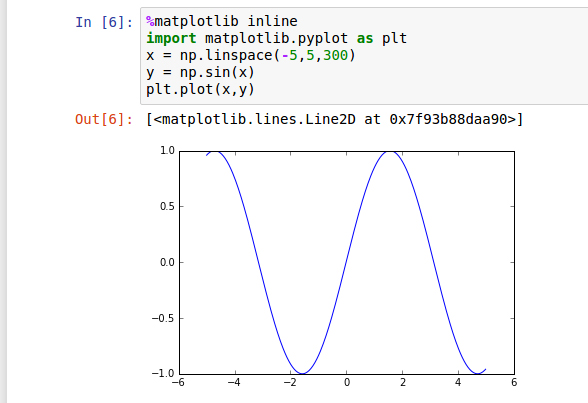 In [6]: %matplotlib inline
import matplotlib.pyplot as plt
x = np.linspace(-5,5,300)
y = np.sin(x)
plt.plot(x,y)
Out[6]: [<matplotlib.lines.Line2D at 0x7f93b88daa90>]
1.0
0.5
0.0
−0.5
−1.0
−6 −4 −2 0 2 4 6